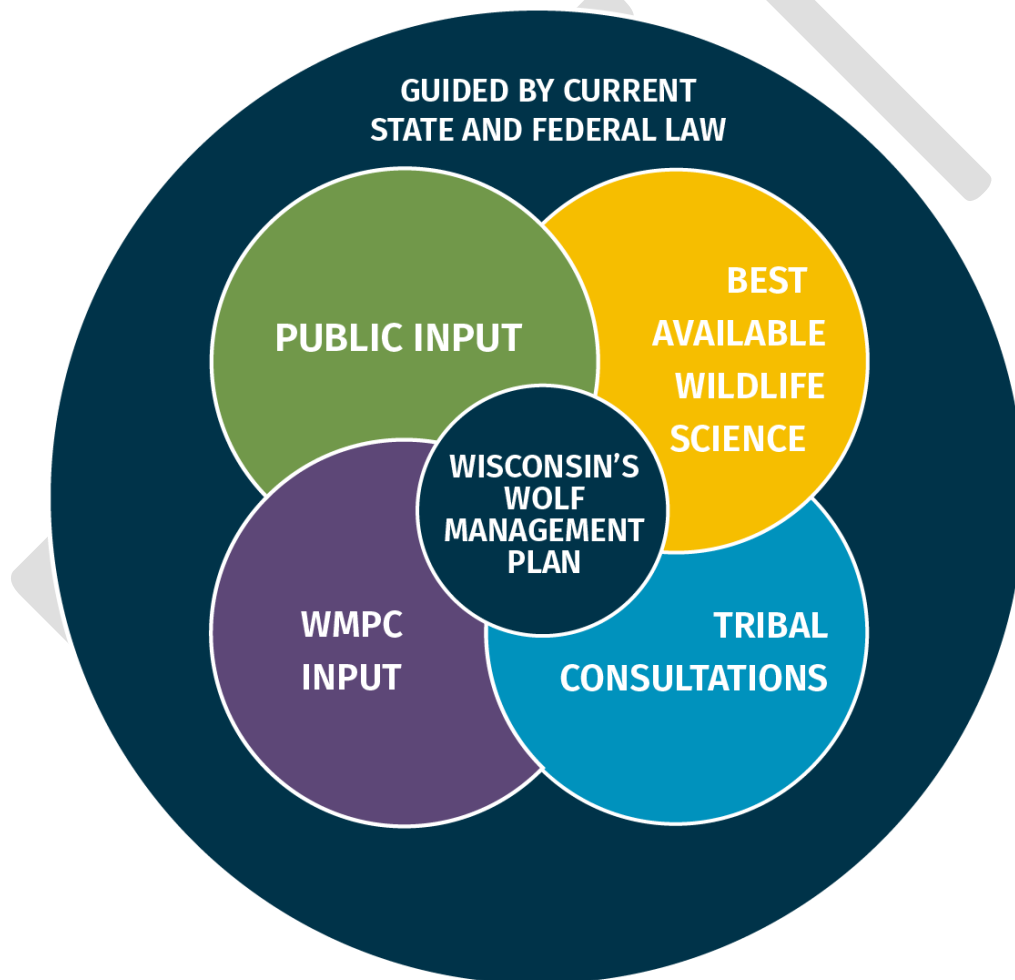 GUIDED BY CURRENT
STATE AND FEDERAL LAW
PUBLIC INPUT
BEST
AVAILABLE
WILDLIFE
SCIENCE
WISCONSIN'S
WOLF
MANAGEMENT
PLAN
WMPC
INPUT
TRIBAL
CONSULTATIONS